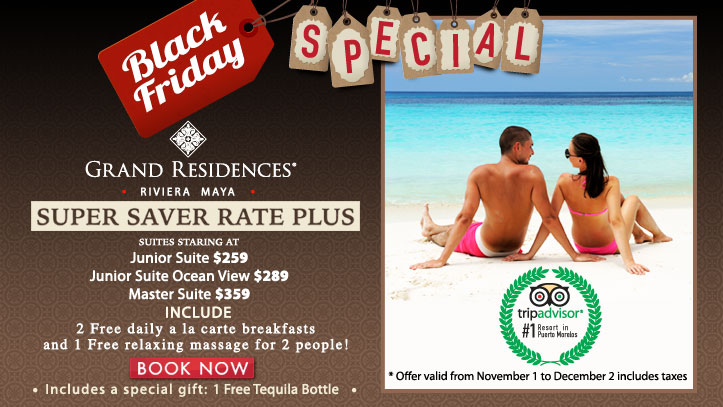 Black
Friday
SPECIAL
GRAND RESIDENCES®
• RIVIERA MAYA •
SUPER SAVER RATE PLUS
SUITES STARING AT
Junior Suite $259
Junior Suite Ocean View $289
Master Suite $359
INCLUDE
2 Free daily a la carte breakfasts
and 1 Free relaxing massage for 2 people!
BOOK NOW
• Includes a special gift: 1 Free Tequila Bottle •
tripadvisor®
#1 Resort in
Puerto Morelos
* Offer valid from November 1 to December 2 includes taxes